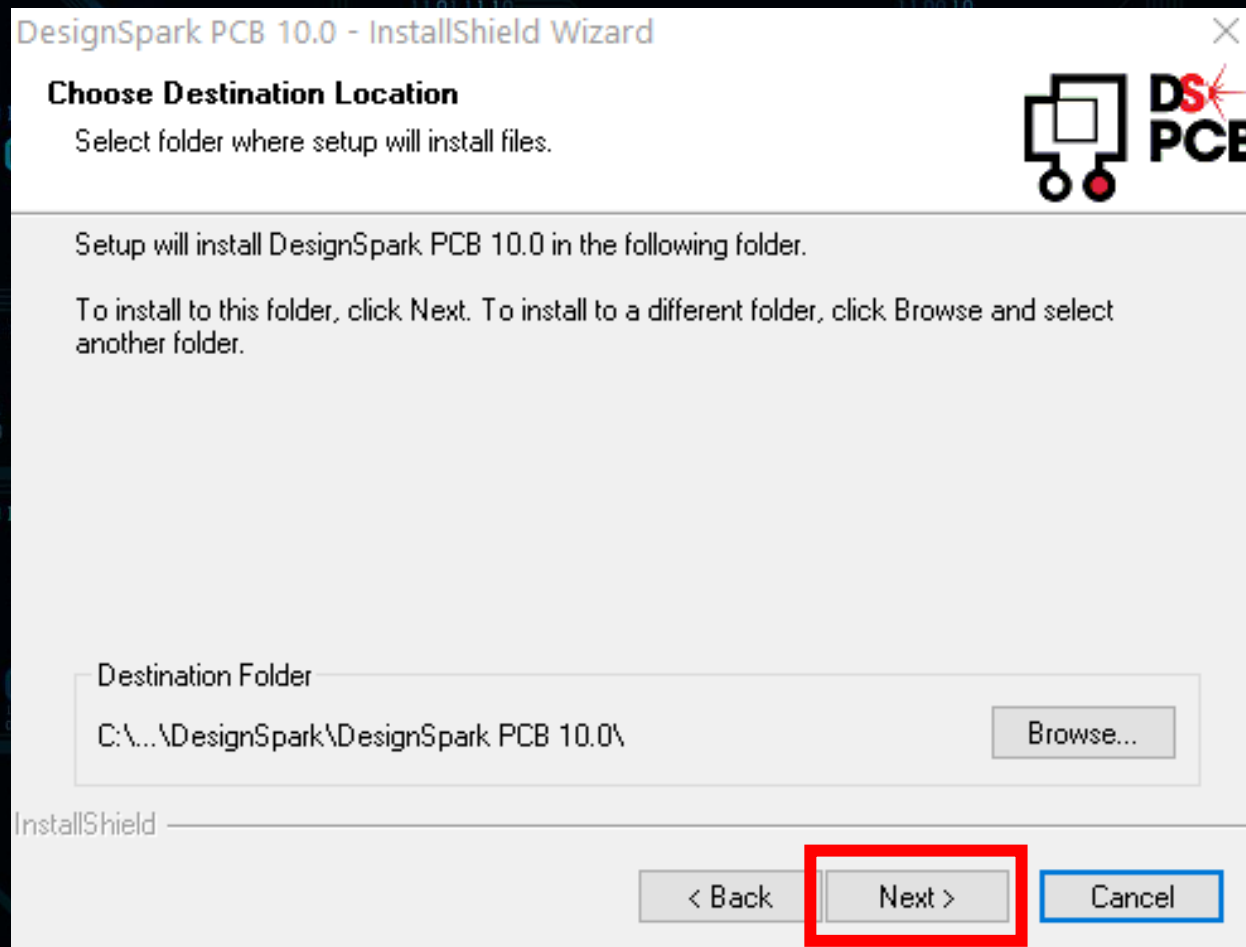 DesignSpark PCB 10.0 - InstallShield Wizard
Choose Destination Location
Select folder where setup will install files.
DS
PCB
Setup will install DesignSpark PCB 10.0 in the following folder.
To install to this folder, click Next. To install to a different folder, click Browse and select
another folder.
Destination Folder
C:\...\DesignSpark\DesignSpark PCB 10.0\
Browse...
InstallShield
< Back
Next >
Cancel